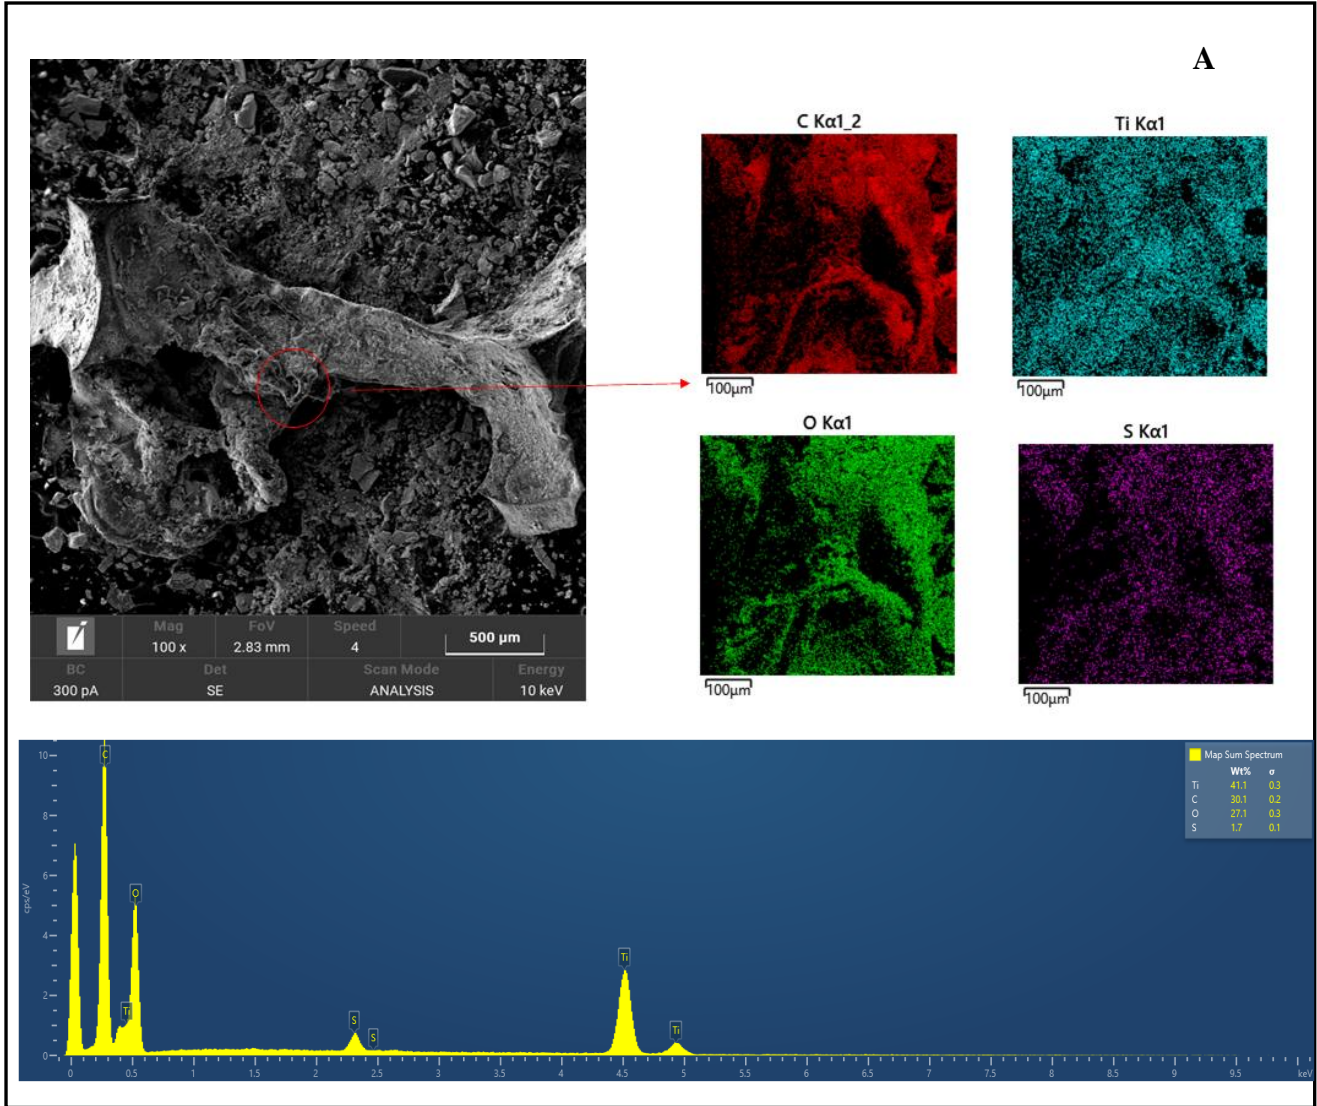 A
C Kα1_2
Ti Kα1
100µm
100µm
O Kα1
S Kα1
100µm
100µm
Mag
FoV
Speed
100 x
2.83 mm
4
500 µm
BC
Det
Scan Mode
Energy
300 pA
SE
ANALYSIS
10 keV
Map Sum Spectrum
Wt% σ
Ti 41.1 0.3
C 30.1 0.2
O 27.1 0.3
S 1.7 0.1
cps/eV
10
8
6
4
2
0
C
O
Ti
S
S
Ti
Ti
0 0.5 1 1.5 2 2.5 3 3.5 4 4.5 5 5.5 6 6.5 7 7.5 8 8.5 9 9.5 keV